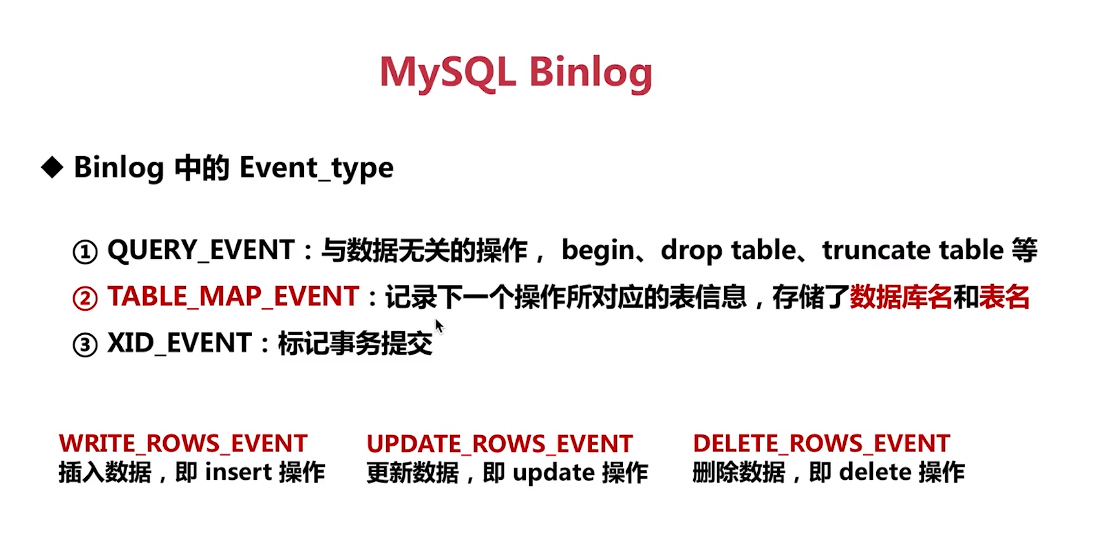 MySQL Binlog
◆ Binlog 中的 Event_type
① QUERY_EVENT：与数据无关的操作， begin、drop table、truncate table 等
② TABLE_MAP_EVENT：记录下一个操作所对应的表信息，存储了数据库名和表名
③ XID_EVENT：标记事务提交
WRITE_ROWS_EVENT
插入数据，即 insert 操作
UPDATE_ROWS_EVENT
更新数据，即 update 操作
DELETE_ROWS_EVENT
删除数据，即 delete 操作